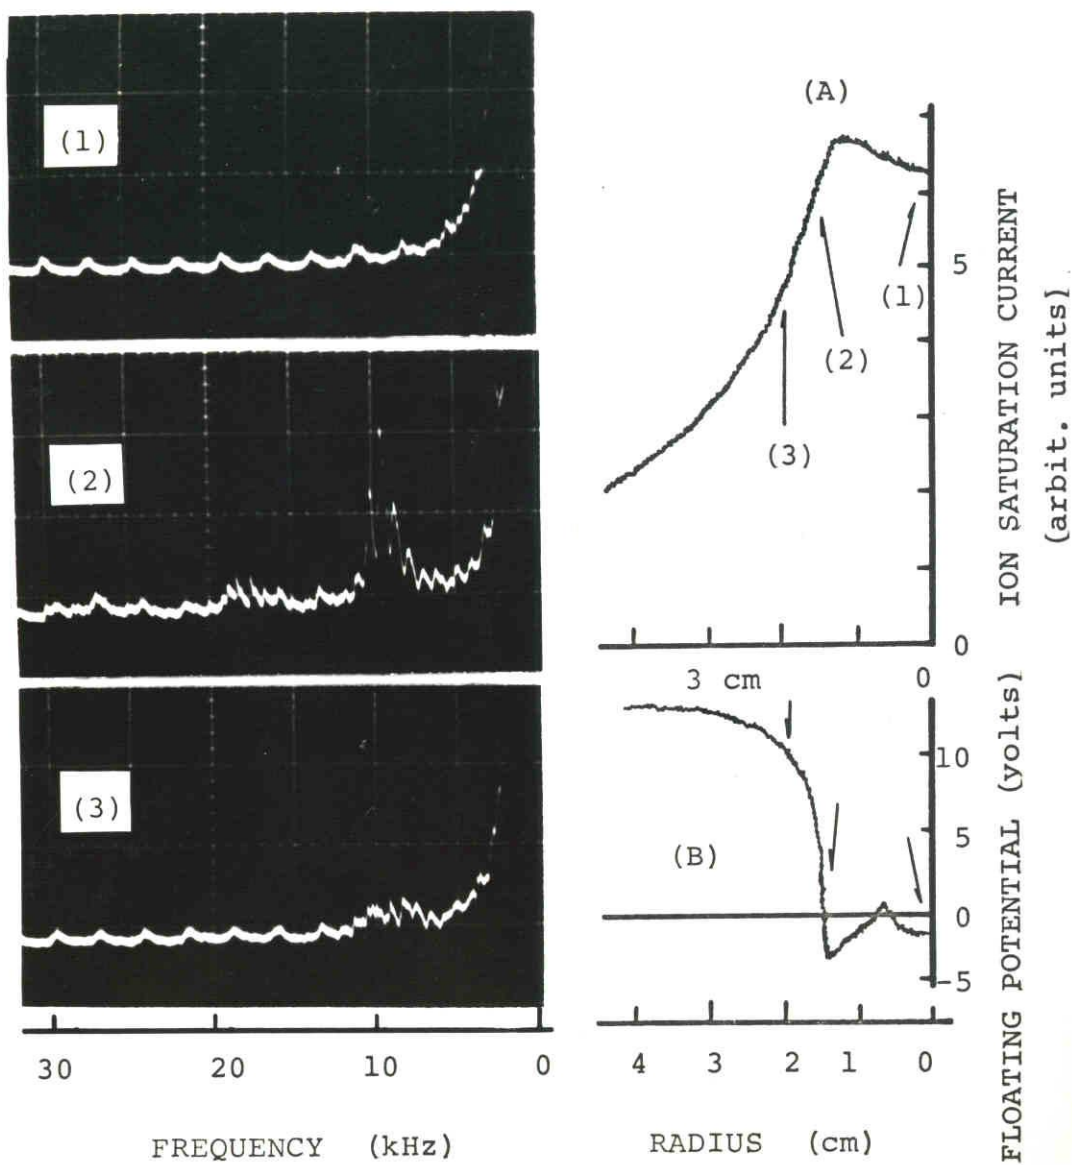 (1)
(2)
(3)
30 20 10 0
FREQUENCY (kHz)
(A)
5
(1)
(2)
(3)
0
ION SATURATION CURRENT
(arbit. units)
3 cm 0
10
5
(B)
0
-5
FLOATING POTENTIAL (volts)
4 3 2 1 0
RADIUS (cm)